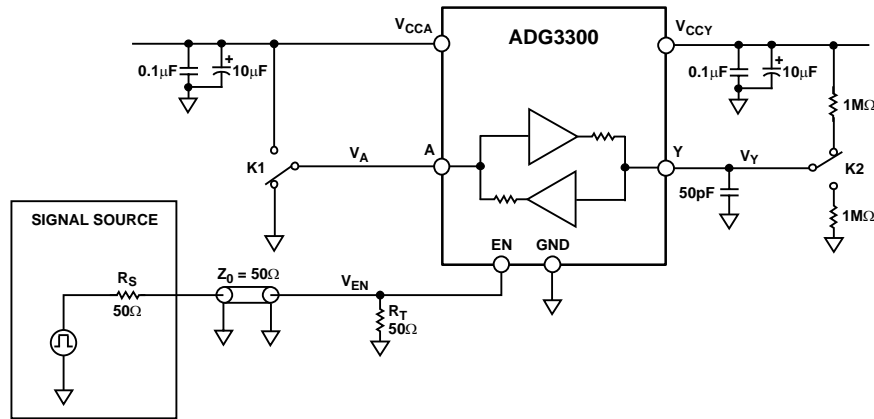 V_CCA
ADG3300
V_CCY
0.1µF
+
10µF
0.1µF
+
10µF
1MΩ
K1
V_A
A
Y
V_Y
K2
50pF
1MΩ
SIGNAL SOURCE
EN
GND
R_S
50Ω
Z_0 = 50Ω
V_EN
R_T
50Ω